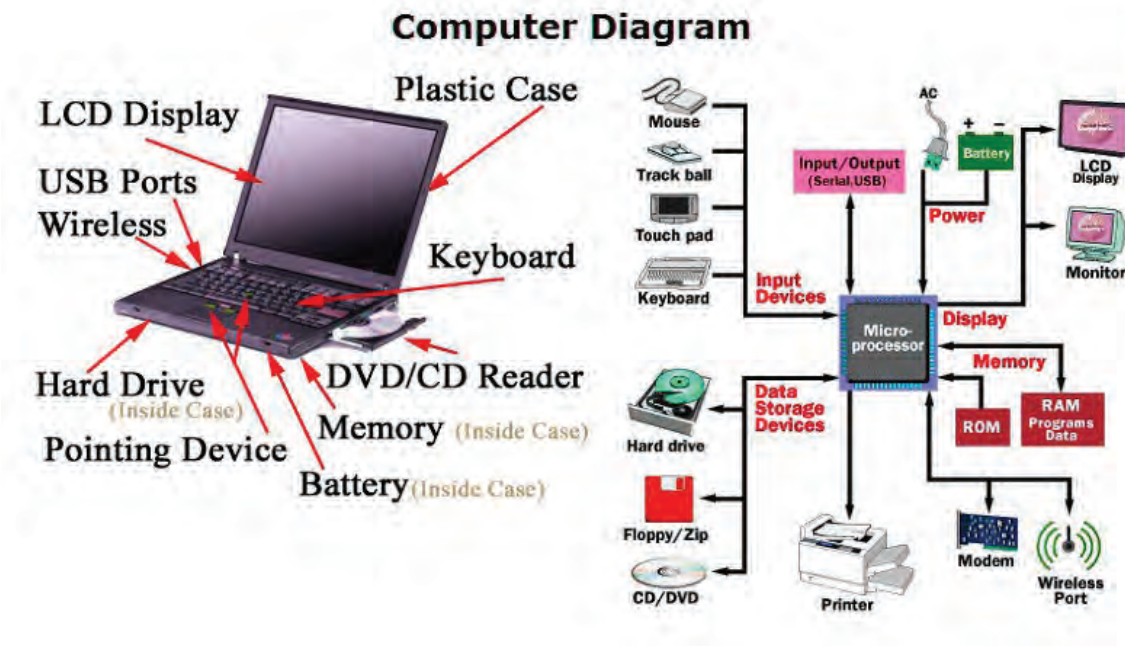 Computer Diagram
LCD Display
Plastic Case
USB Ports
Wireless
Keyboard
Hard Drive
(Inside Case)
Pointing Device
DVD/CD Reader
Memory (Inside Case)
Battery (Inside Case)
Mouse
Track ball
Touch pad
Keyboard
Input
Devices
Input/Output
(Serial,USB)
AC
+ −
Battery
Power
LCD
Display
Monitor
Display
Micro-
processor
Memory
ROM
RAM
Programs
Data
Data
Storage
Devices
Hard drive
Floppy/Zip
CD/DVD
Printer
Modem
Wireless
Port